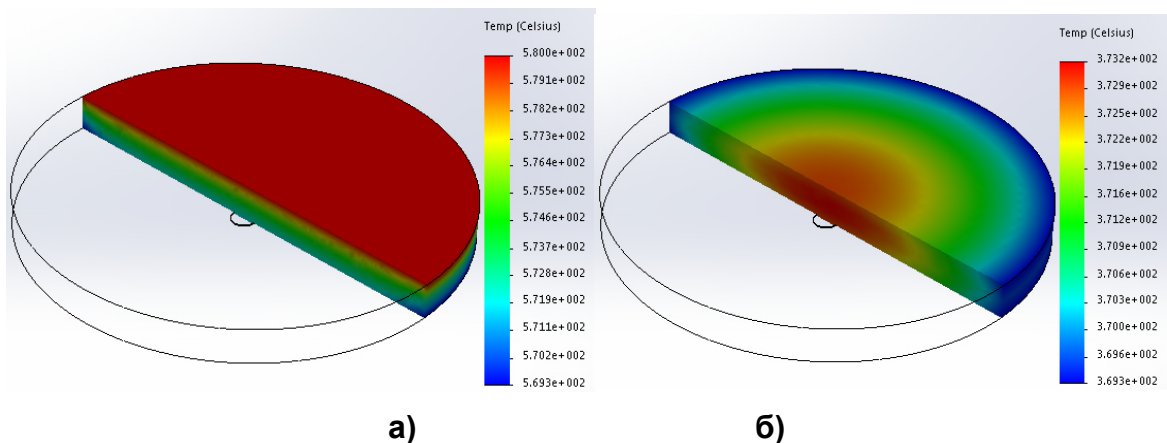 Temp (Celsius)
5.800e+002
5.791e+002
5.782e+002
5.773e+002
5.764e+002
5.755e+002
5.746e+002
5.737e+002
5.728e+002
5.719e+002
5.711e+002
5.702e+002
5.693e+002
Temp (Celsius)
3.732e+002
3.729e+002
3.725e+002
3.722e+002
3.719e+002
3.716e+002
3.712e+002
3.709e+002
3.706e+002
3.703e+002
3.700e+002
3.696e+002
3.693e+002
а)
б)